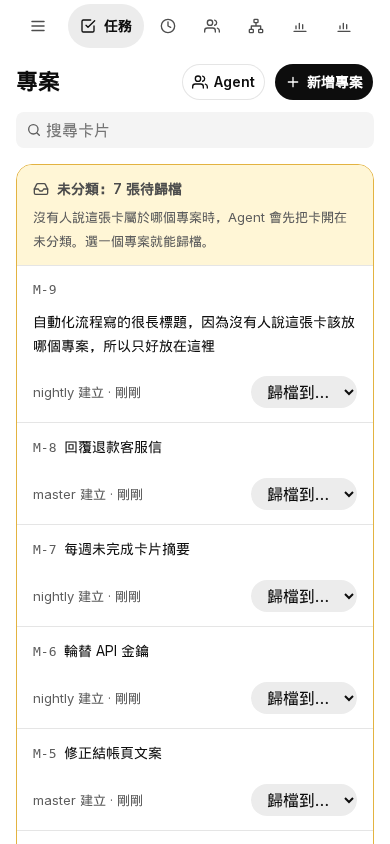 任務
專案
Agent
新增專案
搜尋卡片
未分類：7 張待歸檔
沒有人說這張卡屬於哪個專案時，Agent 會先把卡開在
未分類。選一個專案就能歸檔。
M-9
自動化流程寫的很長標題，因為沒有人說這張卡該放
哪個專案，所以只好放在這裡
nightly 建立 · 剛剛
歸檔到…
M-8 回覆退款客服信
master 建立 · 剛剛
歸檔到…
M-7 每週未完成卡片摘要
nightly 建立 · 剛剛
歸檔到…
M-6 輪替 API 金鑰
nightly 建立 · 剛剛
歸檔到…
M-5 修正結帳頁文案
master 建立 · 剛剛
歸檔到…